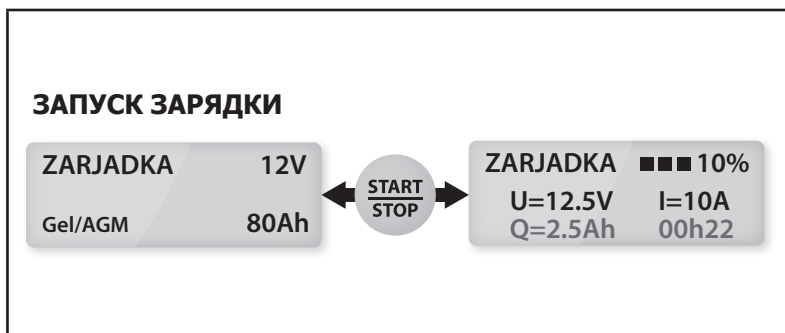 ЗАПУСК ЗАРЯДКИ
ZARJADKA 12V
Gel/AGM 80Ah
START
STOP
ZARJADKA 10%
U=12.5V I=10A
Q=2.5Ah 00h22